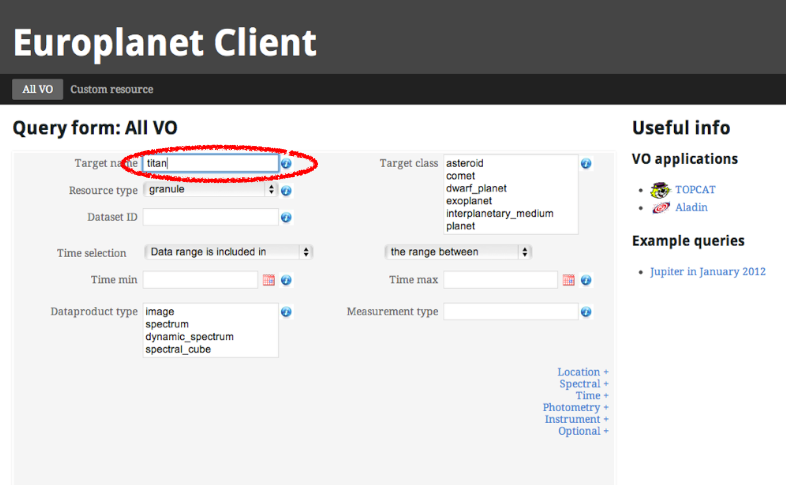 Europlanet Client
All VO Custom resource
Query form: All VO
Target name titan
Target class asteroid
comet
dwarf_planet
exoplanet
interplanetary_medium
planet
Resource type granule
Dataset ID
Time selection Data range is included in the range between
Time min Time max
Dataproduct type image
spectrum
dynamic_spectrum
spectral_cube
Measurement type
Location +
Spectral +
Time +
Photometry +
Instrument +
Optional +
Useful info
VO applications
TOPCAT
Aladin
Example queries
Jupiter in January 2012